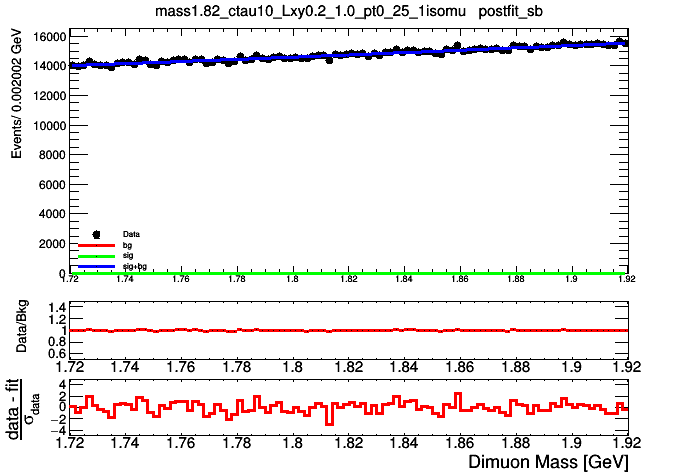 mass1.82_ctau10_Lxy0.2_1.0_pt0_25_1isomu postfit_sb
Events/ 0.002002 GeV
16000
14000
12000
10000
8000
6000
4000
2000
0
Data
bg
sig
sig+bg
1.72 1.74 1.76 1.78 1.8 1.82 1.84 1.86 1.88 1.9 1.92
Data/Bkg
1.4
1.2
1
0.8
0.6
1.72 1.74 1.76 1.78 1.8 1.82 1.84 1.86 1.88 1.9 1.92
data - fit
σdata
4
2
0
−2
−4
1.72 1.74 1.76 1.78 1.8 1.82 1.84 1.86 1.88 1.9 1.92
Dimuon Mass [GeV]